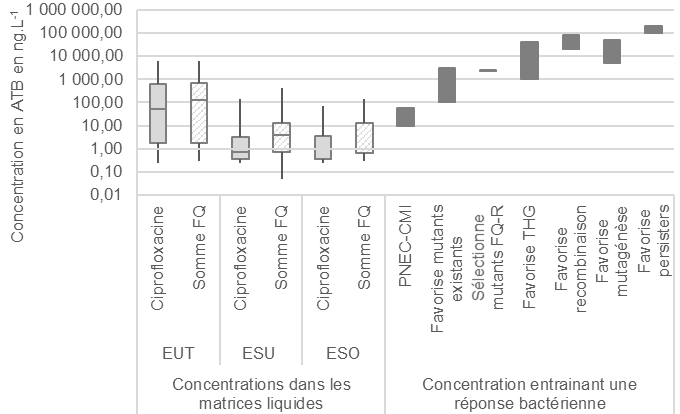 Concentration en ATB en ng.L-1
1 000 000,00
100 000,00
10 000,00
1 000,00
100,00
10,00
1,00
0,10
0,01
Ciprofloxacine
Somme FQ
Ciprofloxacine
Somme FQ
Ciprofloxacine
Somme FQ
PNEC-CMI
Favorise mutants
existants
Sélectionne
mutants FQ-R
Favorise THG
Favorise
recombinaison
Favorise
mutagénèse
Favorise
persisters
EUT
ESU
ESO
Concentrations dans les
matrices liquides
Concentration entrainant une
réponse bactérienne